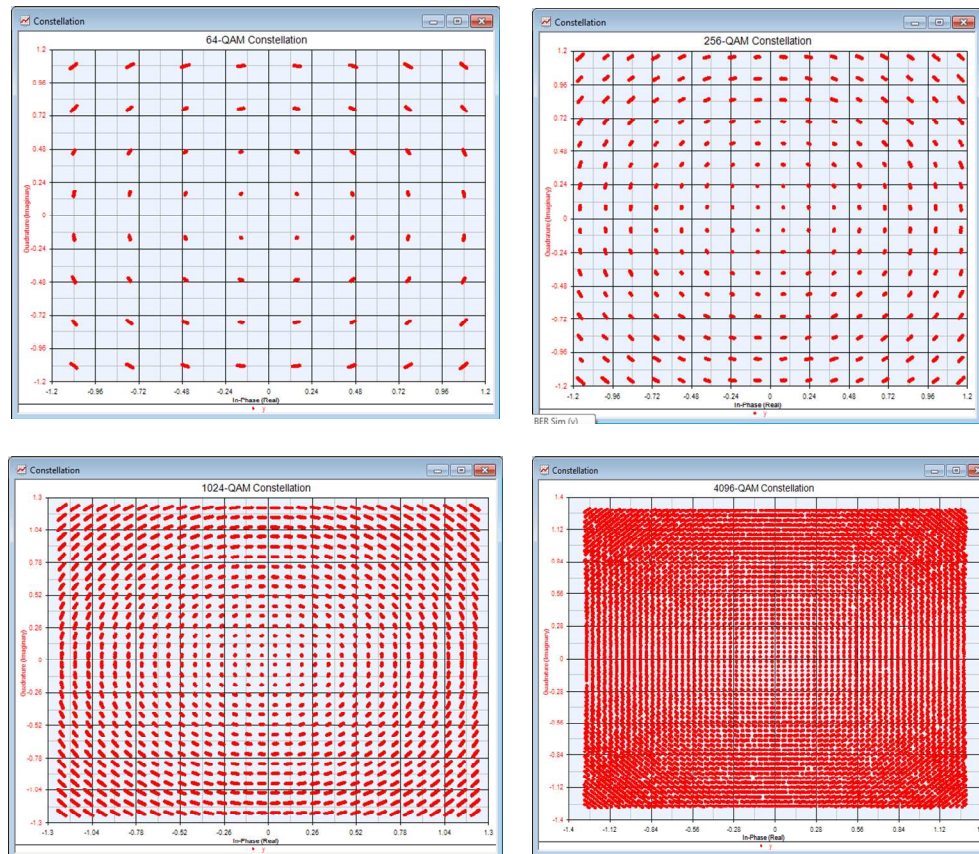 Constellation
64-QAM Constellation
1.2
0.96
0.72
0.48
0.24
0
-0.24
-0.48
-0.72
-0.96
-1.2
Quadrature (Imaginary)
-1.2 -0.96 -0.72 -0.48 -0.24 0 0.24 0.48 0.72 0.96 1.2
In-Phase (Real)
y
Constellation
256-QAM Constellation
1.2
0.96
0.72
0.48
0.24
0
-0.24
-0.48
-0.72
-0.96
-1.2
Quadrature (Imaginary)
-1.2 -0.96 -0.72 -0.48 -0.24 0 0.24 0.48 0.72 0.96 1.2
In-Phase (Real)
y
BER Sim (y)
Constellation
1024-QAM Constellation
1.3
1.04
0.78
0.52
0.26
0
-0.26
-0.52
-0.78
-1.04
-1.3
Quadrature (Imaginary)
-1.3 -1.04 -0.78 -0.52 -0.26 0 0.26 0.52 0.78 1.04 1.3
In-Phase (Real)
y
Constellation
4096-QAM Constellation
1.4
1.12
0.84
0.56
0.28
0
-0.28
-0.56
-0.84
-1.12
-1.4
Quadrature (Imaginary)
-1.4 -1.12 -0.84 -0.56 -0.28 0 0.28 0.56 0.84 1.12
In-Phase (Real)
y